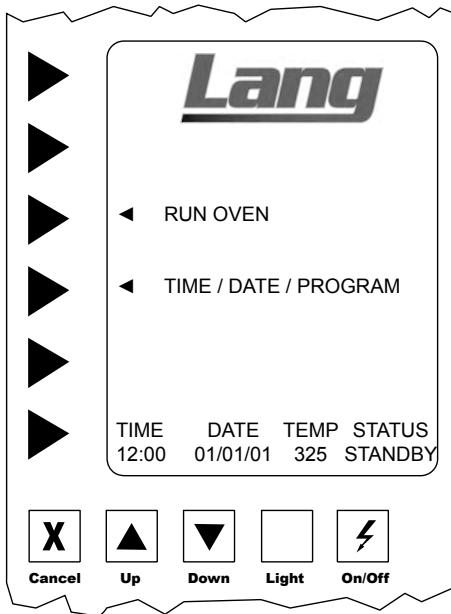 Lang
RUN OVEN
TIME / DATE / PROGRAM
TIME DATE TEMP STATUS
12:00 01/01/01 325 STANDBY
X
Cancel Up Down Light On/Off